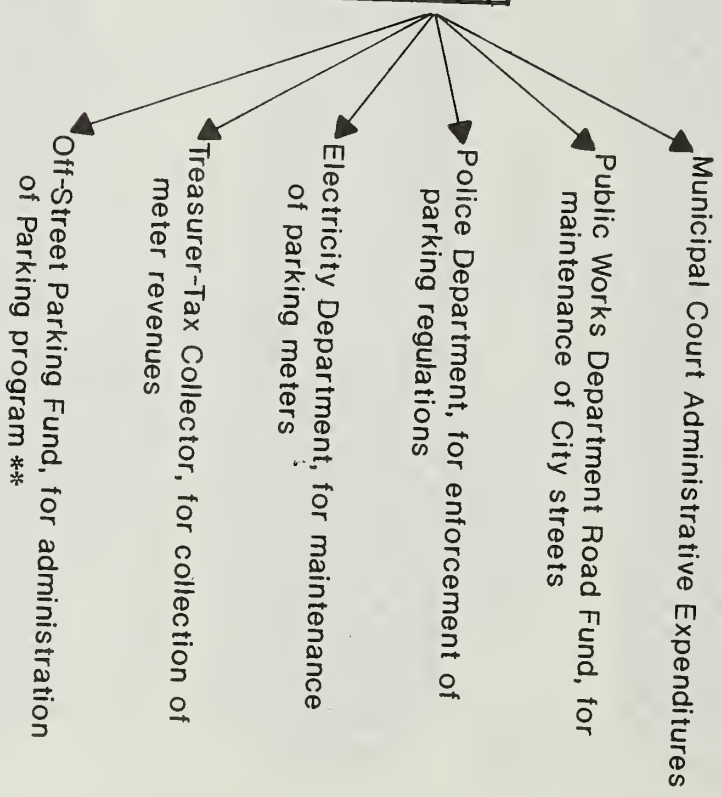 Municipal Court Administrative Expenditures
Public Works Department Road Fund, for
maintenance of City streets
Police Department, for enforcement of
parking regulations
Electricity Department, for maintenance
of parking meters
Treasurer-Tax Collector, for collection of
meter revenues
Off-Street Parking Fund, for administration
of Parking program **